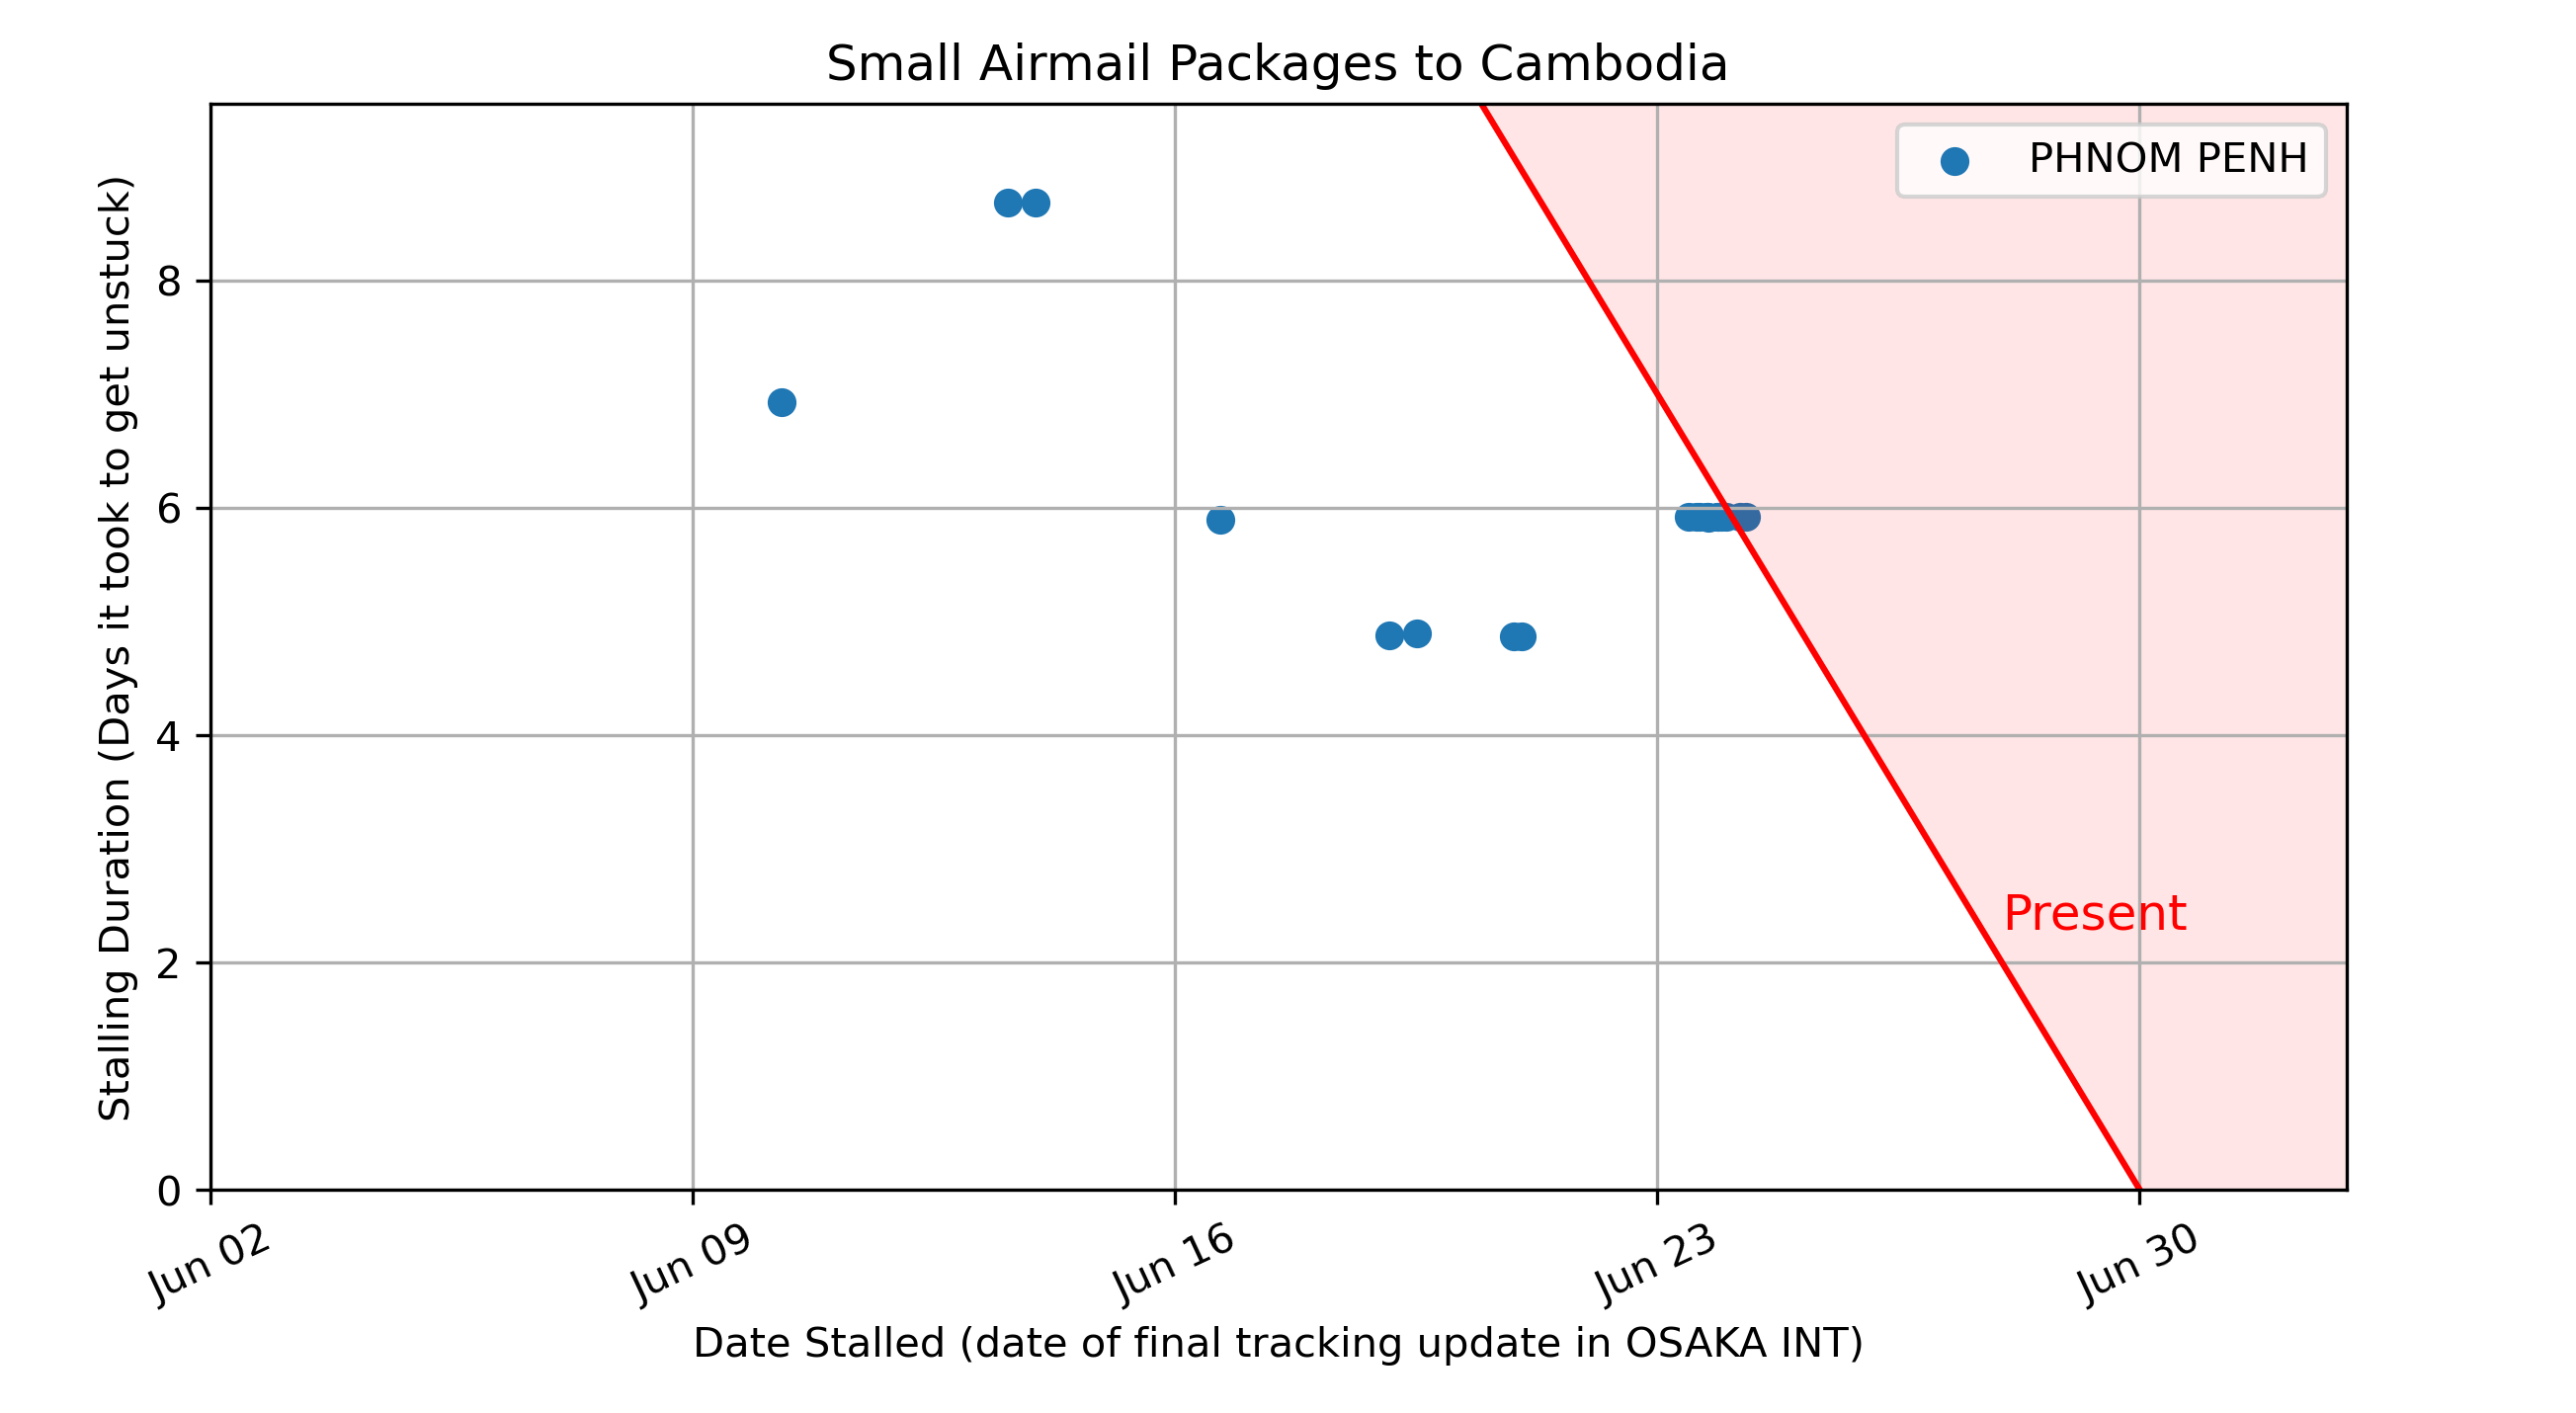 Small Airmail Packages to Cambodia
PHNOM PENH
Stalling Duration (Days it took to get unstuck)
8
6
4
2
0
Present
Jun 02
Jun 09
Jun 16
Jun 23
Jun 30
Date Stalled (date of final tracking update in OSAKA INT)